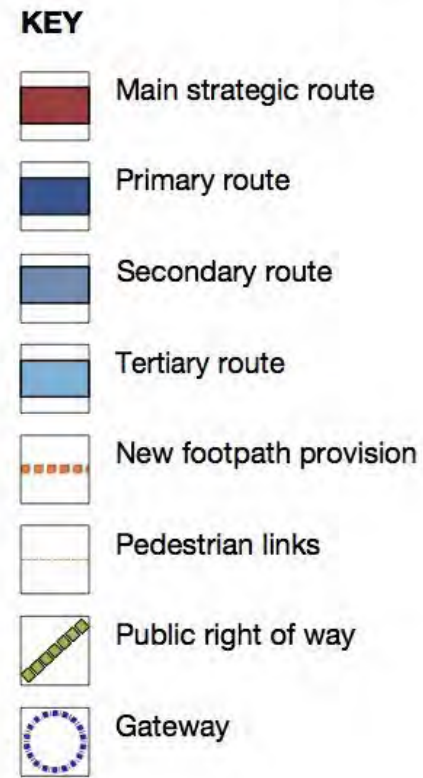 KEY
Main strategic route
Primary route
Secondary route
Tertiary route
New footpath provision
Pedestrian links
Public right of way
Gateway